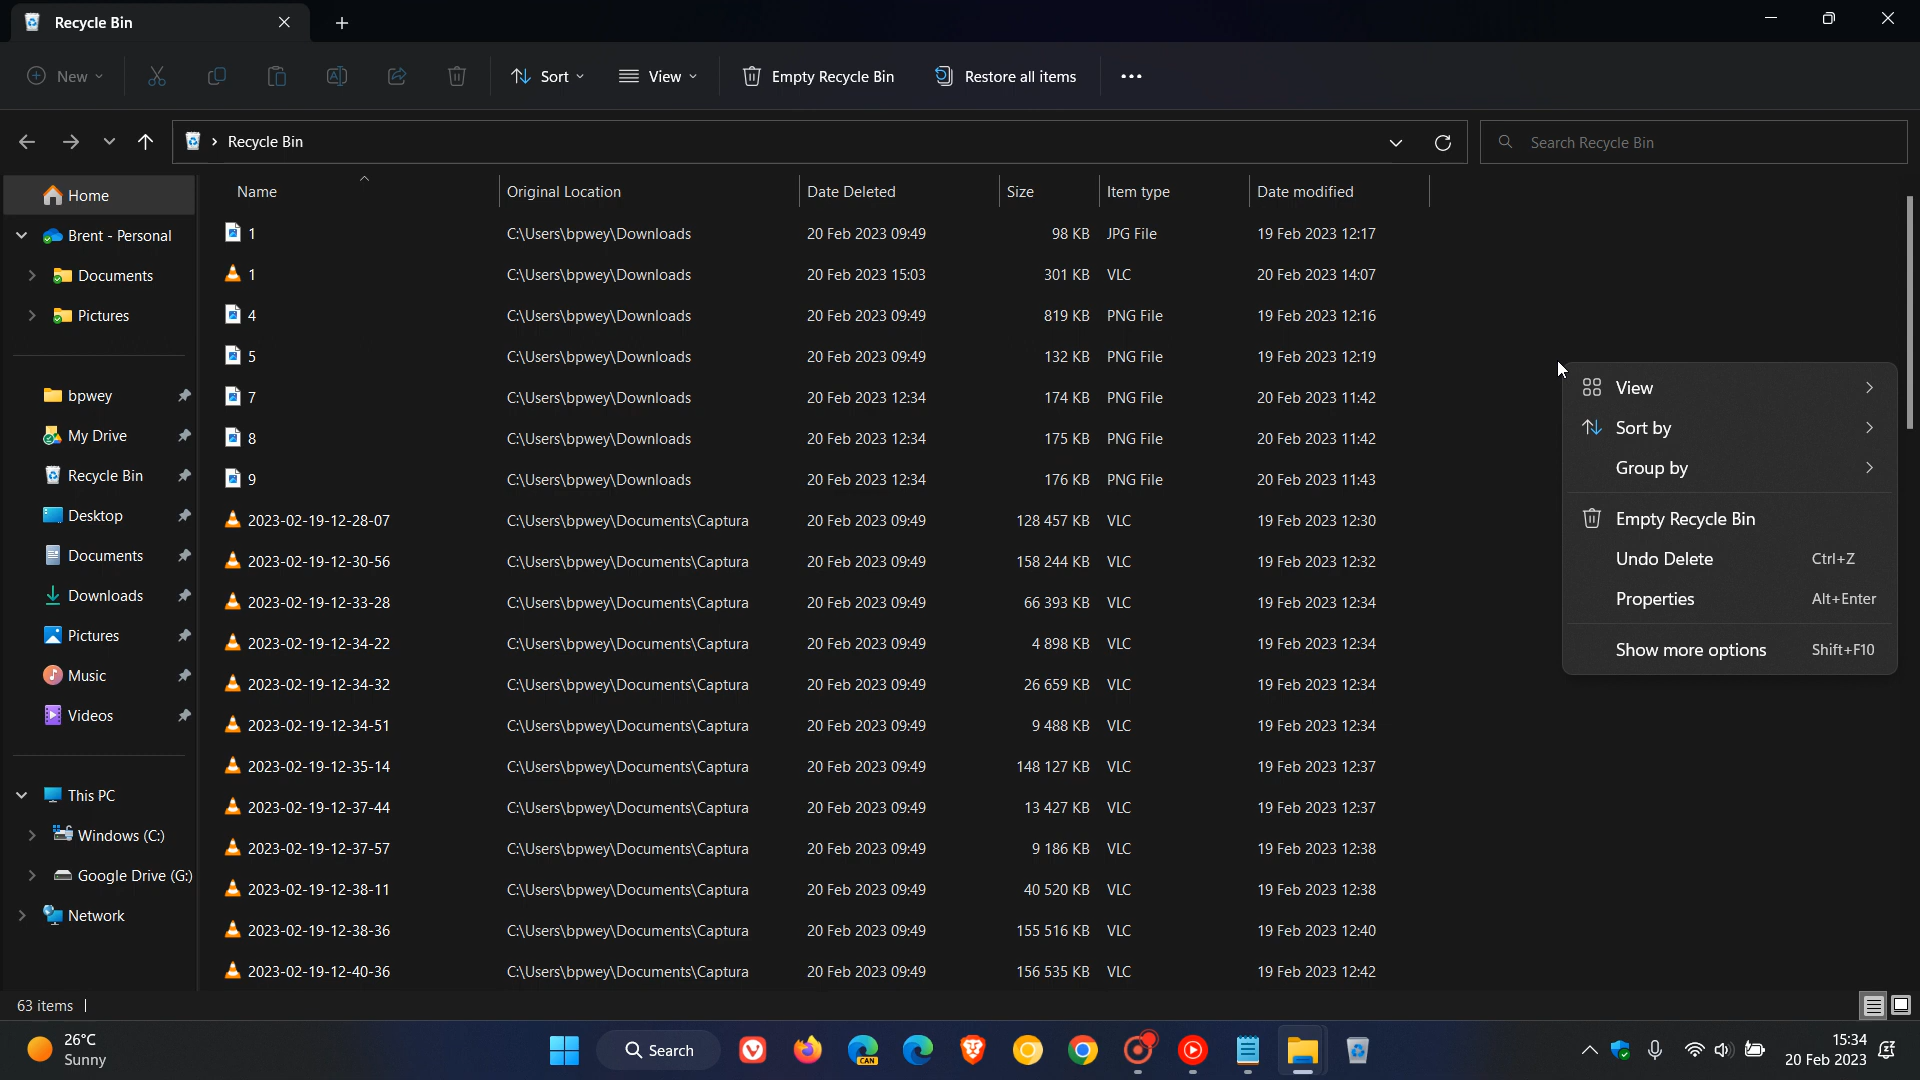 Recycle Bin
New Sort View Empty Recycle Bin Restore all items
Recycle Bin Search Recycle Bin
Home
Brent - Personal
Documents
Pictures
bpwey
My Drive
Recycle Bin
Desktop
Documents
Downloads
Pictures
Music
Videos
This PC
Windows (C:)
Google Drive (G:)
Network
Name Original Location Date Deleted Size Item type Date modified
1 C:\Users\bpwey\Downloads 20 Feb 2023 09:49 98 KB JPG File 19 Feb 2023 12:17
1 C:\Users\bpwey\Downloads 20 Feb 2023 15:03 301 KB VLC 20 Feb 2023 14:07
4 C:\Users\bpwey\Downloads 20 Feb 2023 09:49 819 KB PNG File 19 Feb 2023 12:16
5 C:\Users\bpwey\Downloads 20 Feb 2023 09:49 132 KB PNG File 19 Feb 2023 12:19
7 C:\Users\bpwey\Downloads 20 Feb 2023 12:34 174 KB PNG File 20 Feb 2023 11:42
8 C:\Users\bpwey\Downloads 20 Feb 2023 12:34 175 KB PNG File 20 Feb 2023 11:42
9 C:\Users\bpwey\Downloads 20 Feb 2023 12:34 176 KB PNG File 20 Feb 2023 11:43
2023-02-19-12-28-07 C:\Users\bpwey\Documents\Captura 20 Feb 2023 09:49 128 457 KB VLC 19 Feb 2023 12:30
2023-02-19-12-30-56 C:\Users\bpwey\Documents\Captura 20 Feb 2023 09:49 158 244 KB VLC 19 Feb 2023 12:32
2023-02-19-12-33-28 C:\Users\bpwey\Documents\Captura 20 Feb 2023 09:49 66 393 KB VLC 19 Feb 2023 12:34
2023-02-19-12-34-22 C:\Users\bpwey\Documents\Captura 20 Feb 2023 09:49 4 898 KB VLC 19 Feb 2023 12:34
2023-02-19-12-34-32 C:\Users\bpwey\Documents\Captura 20 Feb 2023 09:49 26 659 KB VLC 19 Feb 2023 12:34
2023-02-19-12-34-51 C:\Users\bpwey\Documents\Captura 20 Feb 2023 09:49 9 488 KB VLC 19 Feb 2023 12:34
2023-02-19-12-35-14 C:\Users\bpwey\Documents\Captura 20 Feb 2023 09:49 148 127 KB VLC 19 Feb 2023 12:37
2023-02-19-12-37-44 C:\Users\bpwey\Documents\Captura 20 Feb 2023 09:49 13 427 KB VLC 19 Feb 2023 12:37
2023-02-19-12-37-57 C:\Users\bpwey\Documents\Captura 20 Feb 2023 09:49 9 186 KB VLC 19 Feb 2023 12:38
2023-02-19-12-38-11 C:\Users\bpwey\Documents\Captura 20 Feb 2023 09:49 40 520 KB VLC 19 Feb 2023 12:38
2023-02-19-12-38-36 C:\Users\bpwey\Documents\Captura 20 Feb 2023 09:49 155 516 KB VLC 19 Feb 2023 12:40
2023-02-19-12-40-36 C:\Users\bpwey\Documents\Captura 20 Feb 2023 09:49 156 535 KB VLC 19 Feb 2023 12:42
View
Sort by
Group by
Empty Recycle Bin
Undo Delete Ctrl+Z
Properties Alt+Enter
Show more options Shift+F10
63 items
26°C
Sunny
Search
CAN
15:34
20 Feb 2023